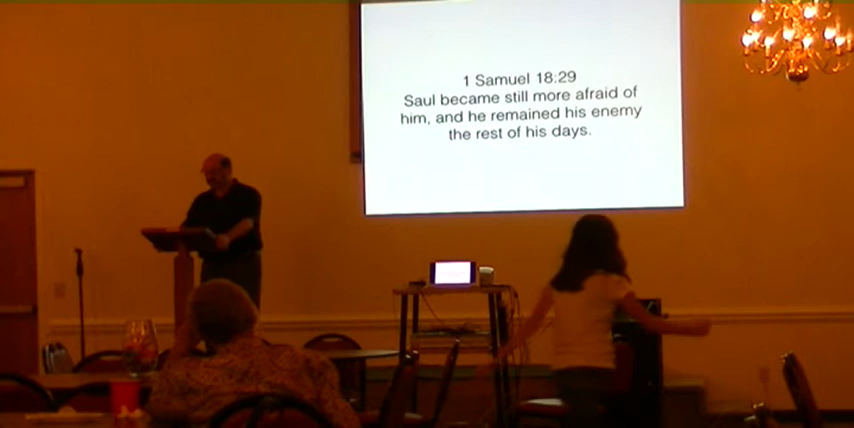 1 Samuel 18:29
Saul became still more afraid of
him, and he remained his enemy
the rest of his days.